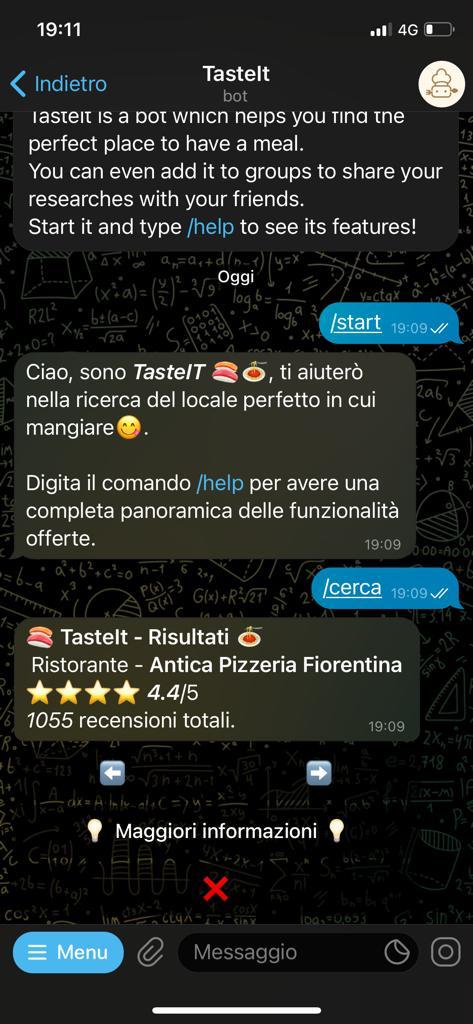 19:11
4G
Indietro
TasteIt
bot
TasteIt is a bot which helps you find the
perfect place to have a meal.
You can even add it to groups to share your
researches with your friends.
Start it and type /help to see its features!
Oggi
/start 19:09
Ciao, sono TasteIT 🍣🍝, ti aiuterò
nella ricerca del locale perfetto in cui
mangiare😋.
Digita il comando /help per avere una
completa panoramica delle funzionalità
offerte.
19:09
/cerca 19:09
🍣 TasteIt - Risultati 🍝
Ristorante - Antica Pizzeria Fiorentina
⭐⭐⭐⭐ 4.4/5
1055 recensioni totali.
19:09
💡 Maggiori informazioni 💡
Menu
Messaggio